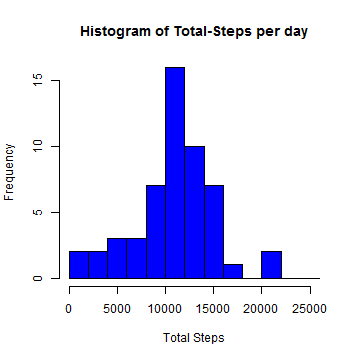 Histogram of Total-Steps per day
Frequency
15
10
5
0
0 5000 10000 15000 20000 25000
Total Steps